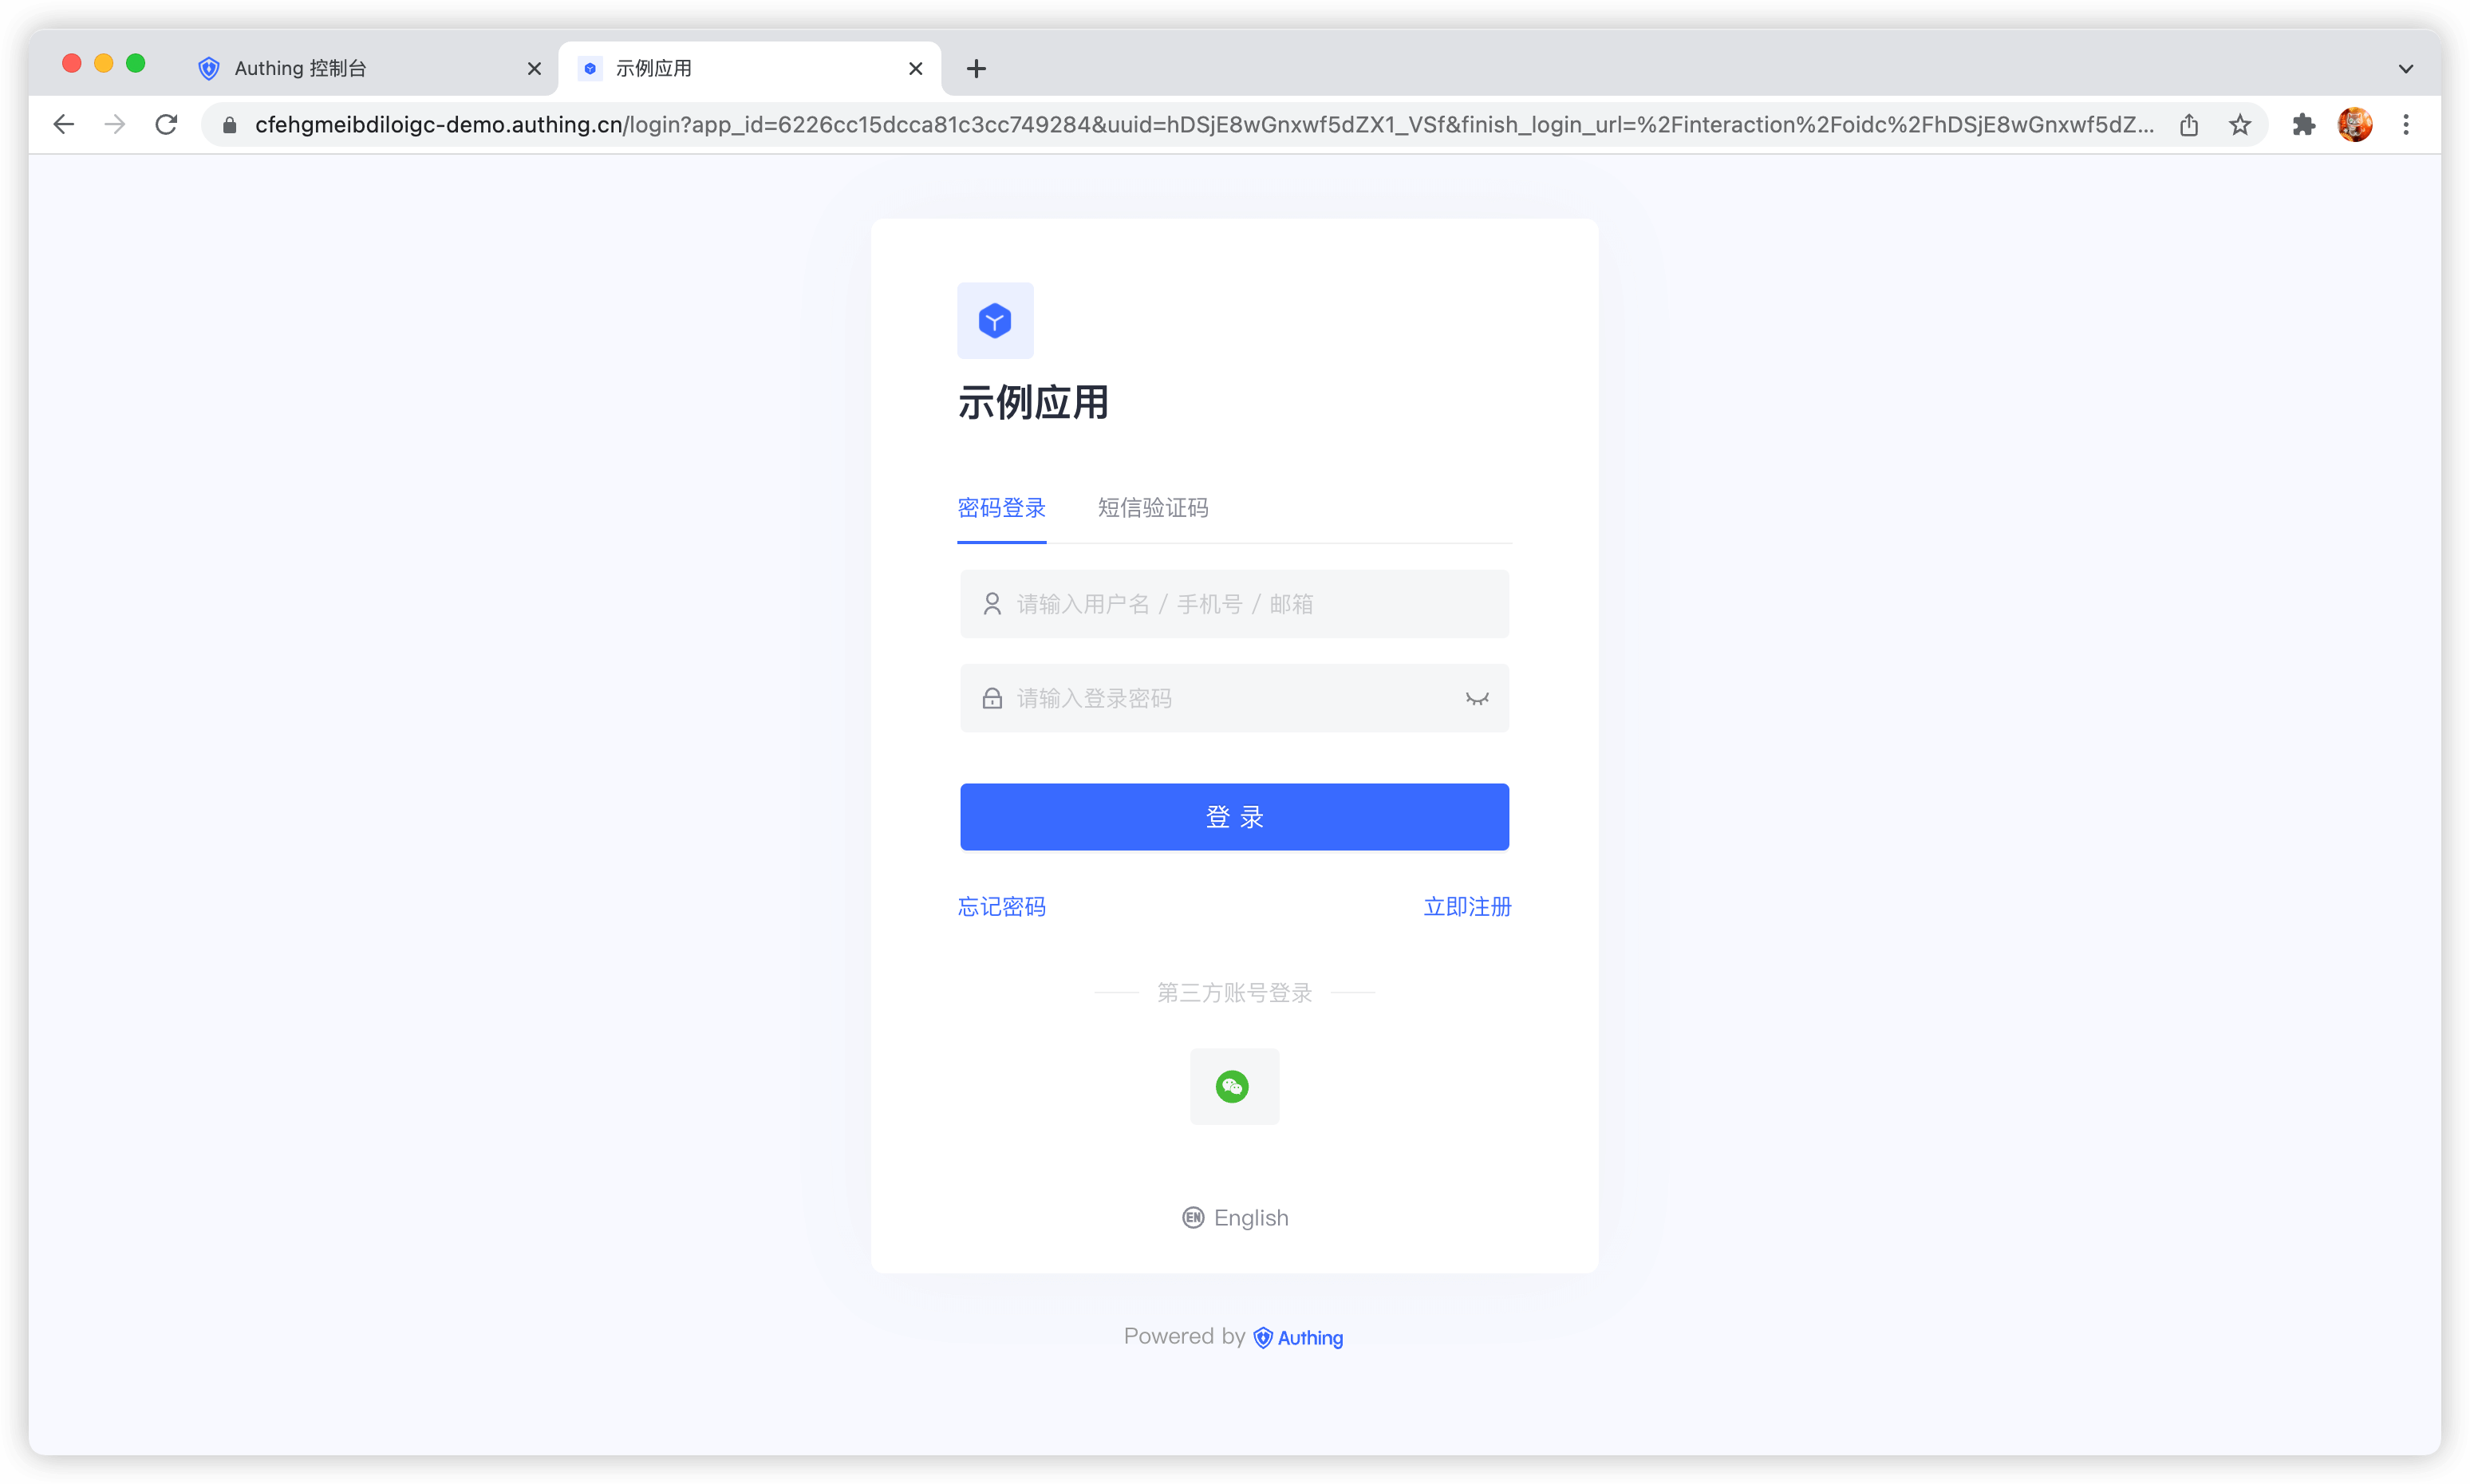 Authing 控制台
示例应用
cfehgmeibdiloigc-demo.authing.cn/login?app_id=6226cc15dcca81c3cc749284&uuid=hDSjE8wGnxwf5dZX1_VSf&finish_login_url=%2Finteraction%2Foidc%2FhDSjE8wGnxwf5dZ...
示例应用
密码登录 短信验证码
请输入用户名 / 手机号 / 邮箱
请输入登录密码
登 录
忘记密码 立即注册
第三方账号登录
EN English
Powered by Authing